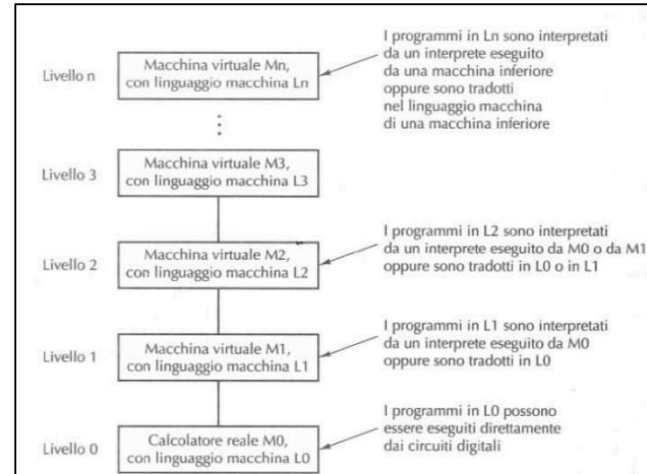 Livello n
Macchina virtuale Mn,
con linguaggio macchina Ln
I programmi in Ln sono interpretati
da un interprete eseguito
da una macchina inferiore
oppure sono tradotti
nel linguaggio macchina
di una macchina inferiore
Livello 3
Macchina virtuale M3,
con linguaggio macchina L3
Livello 2
Macchina virtuale M2,
con linguaggio macchina L2
I programmi in L2 sono interpretati
da un interprete eseguito da M0 o da M1
oppure sono tradotti in L0 o in L1
Livello 1
Macchina virtuale M1,
con linguaggio macchina L1
I programmi in L1 sono interpretati
da un interprete eseguito da M0
oppure sono tradotti in L0
Livello 0
Calcolatore reale M0,
con linguaggio macchina L0
I programmi in L0 possono
essere eseguiti direttamente
dai circuiti digitali